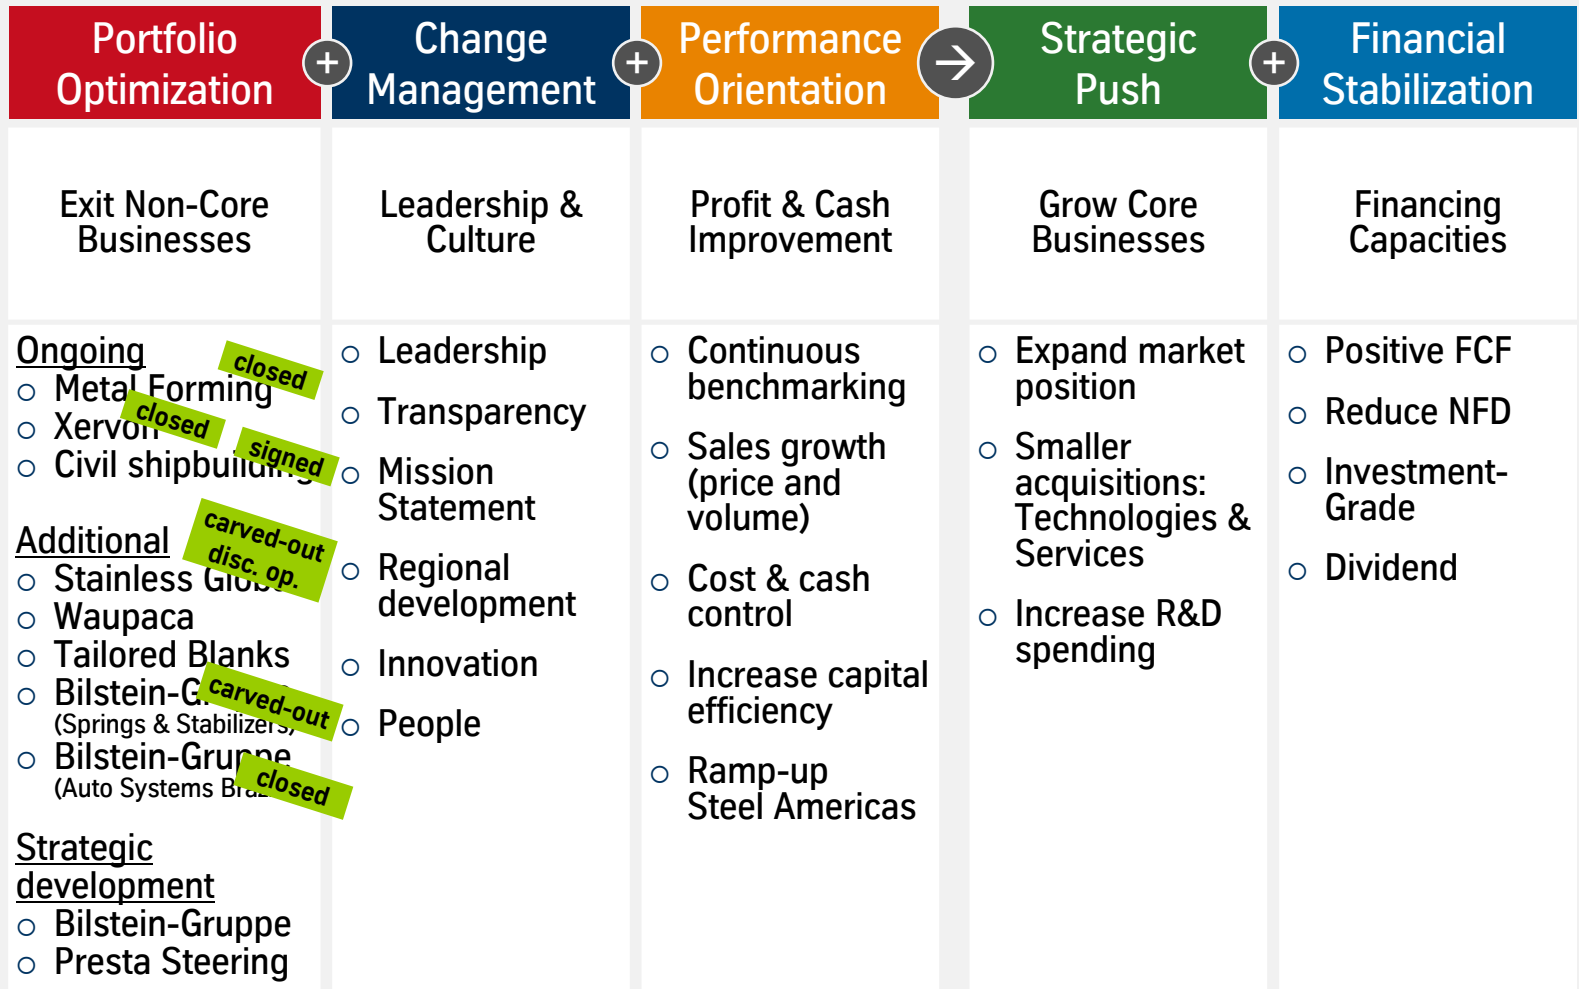 Portfolio
Optimization
+
Change
Management
+
Performance
Orientation
→
Strategic
Push
+
Financial
Stabilization
Exit Non-Core
Businesses
Leadership &
Culture
Profit & Cash
Improvement
Grow Core
Businesses
Financing
Capacities
Ongoing
closed
Metal Forming
closed
Xervon
signed
Civil shipbuilding
Additional
carved-out
disc. op.
Stainless
Waupaca
Tailored Blanks
carved-out
(Springs & Stabilizers)
Bilstein-Gruppe
closed
(Auto Systems
Strategic
development
Bilstein-Gruppe
Presta Steering
Leadership
Transparency
Mission
Statement
Regional
development
Innovation
People
Continuous
benchmarking
Sales growth
(price and
volume)
Cost & cash
control
Increase capital
efficiency
Ramp-up
Steel Americas
Expand market
position
Smaller
acquisitions:
Technologies &
Services
Increase R&D
spending
Positive FCF
Reduce NFD
Investment-
Grade
Dividend